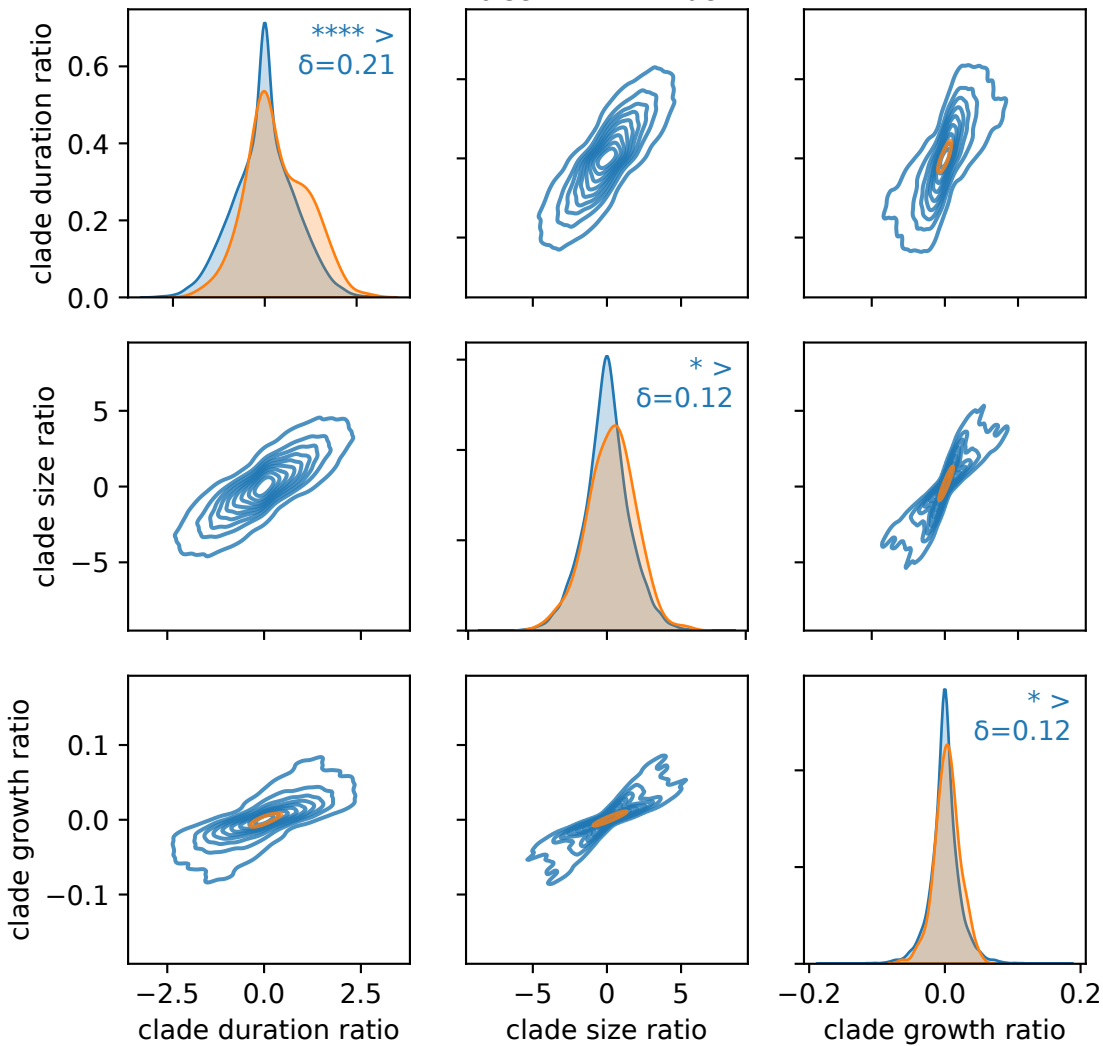 **** >
δ=0.21
clade duration ratio
0.6
0.4
0.2
0.0
* >
δ=0.12
clade size ratio
5
0
−5
* >
δ=0.12
clade growth ratio
0.1
0.0
−0.1
−2.5 0.0 2.5
−5 0 5
−0.2 0.0 0.2
clade duration ratio
clade size ratio
clade growth ratio